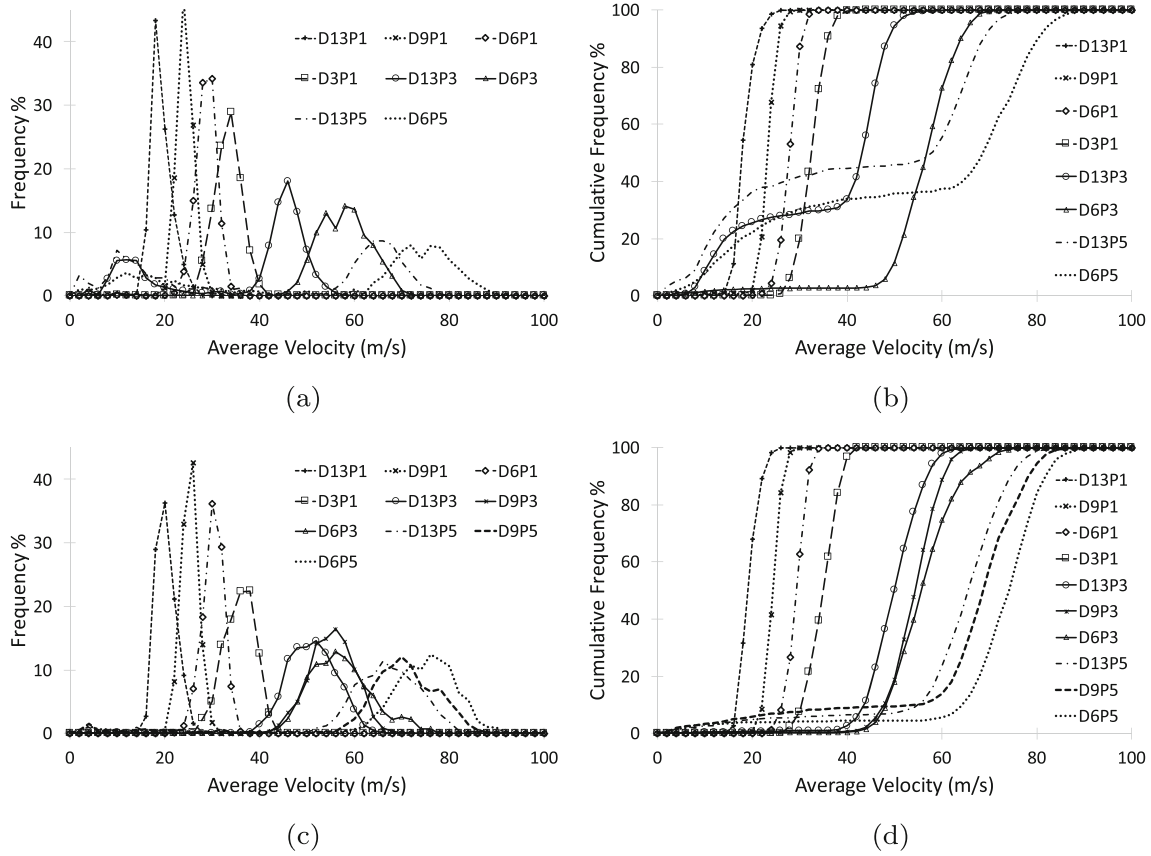 40
30
20
10
0
Frequency %
D13P1 D9P1 D6P1
D3P1 D13P3 D6P3
D13P5 D6P5
0 20 40 60 80 100
Average Velocity (m/s)
(a)
100
80
60
40
20
0
Cumulative Frequency %
D13P1
D9P1
D6P1
D3P1
D13P3
D6P3
D13P5
D6P5
0 20 40 60 80 100
Average Velocity (m/s)
(b)
40
30
20
10
0
Frequency %
D13P1 D9P1 D6P1
D3P1 D13P3 D9P3
D6P3 D13P5 D9P5
D6P5
0 20 40 60 80 100
Average Velocity (m/s)
(c)
100
80
60
40
20
0
Cumulative Frequency %
D13P1
D9P1
D6P1
D3P1
D13P3
D9P3
D6P3
D13P5
D9P5
D6P5
0 20 40 60 80 100
Average Velocity (m/s)
(d)